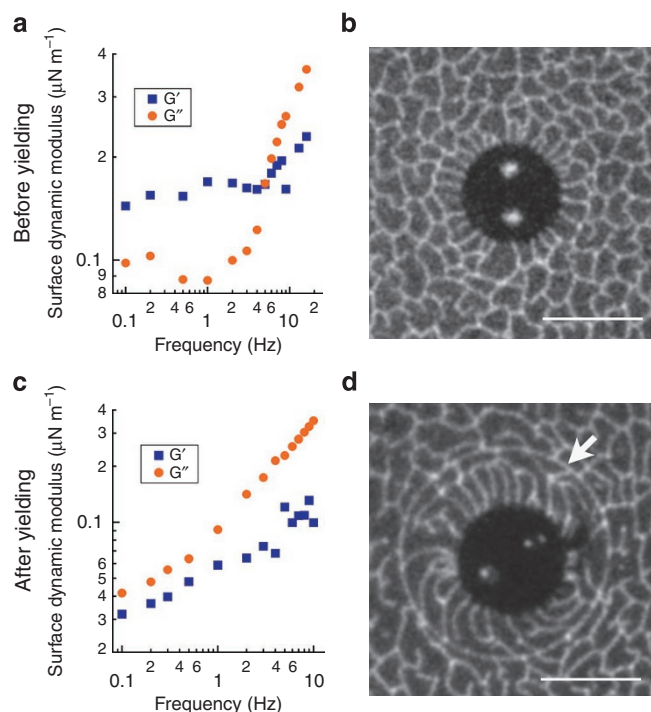 a
Before yielding
Surface dynamic modulus (μN m⁻¹)
4
3
2
0.1
9
8
G′
G″
0.1
2
4 6
1
2
4 6
10
2
Frequency (Hz)
b
c
After yielding
Surface dynamic modulus (μN m⁻¹)
4
3
2
0.1
6
5
4
3
2
G′
G″
0.1
2
4 6
1
2
4 6
10
Frequency (Hz)
d